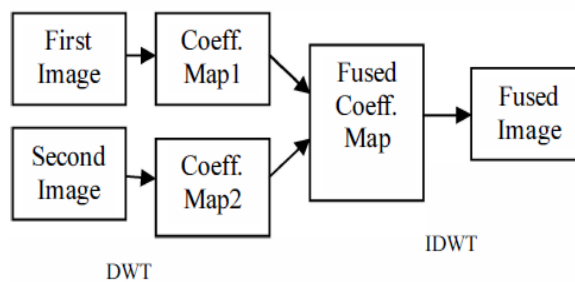 First
Image
Coeff.
Map1
Second
Image
Coeff.
Map2
Fused
Coeff.
Map
Fused
Image
DWT
IDWT